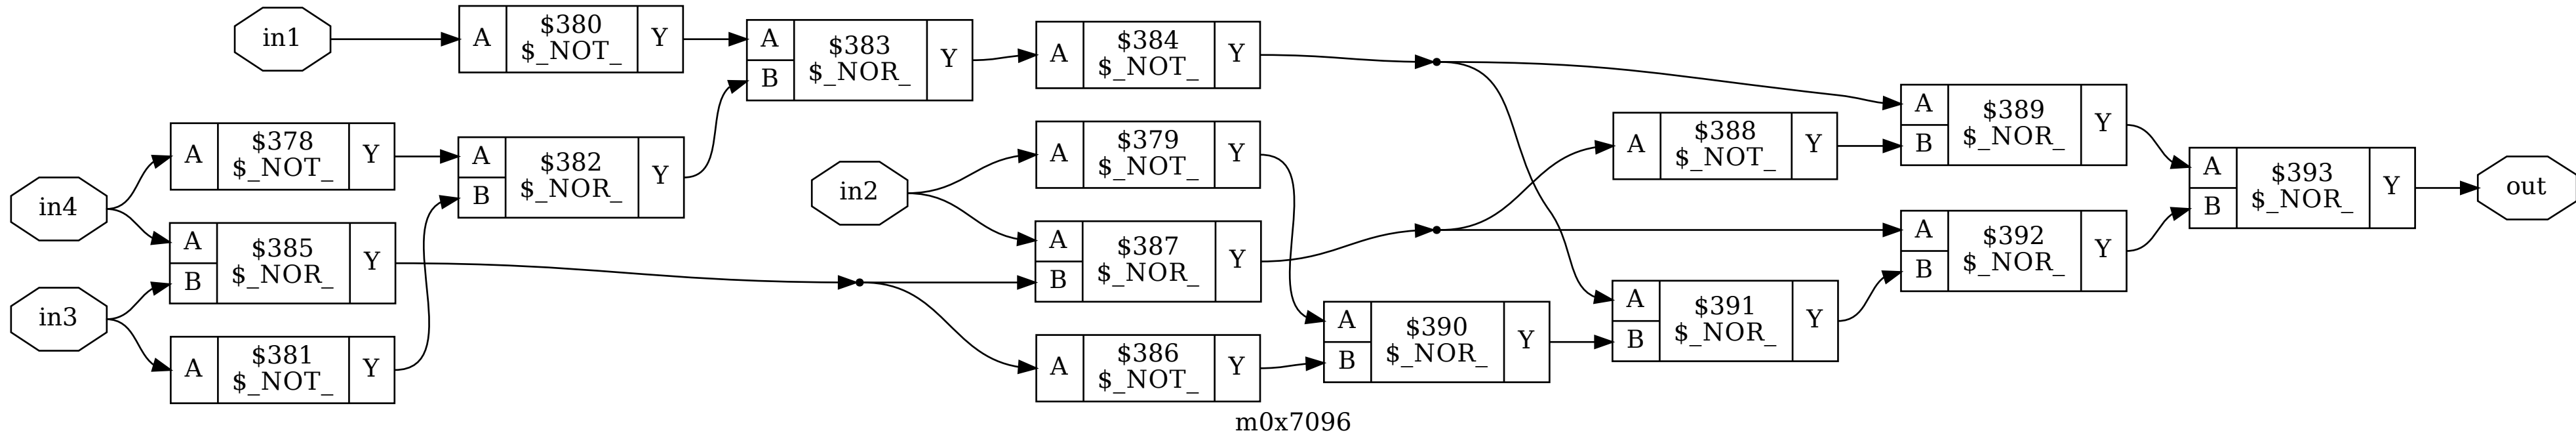 in1
A
$380
$_NOT_
Y
A
B
$383
$_NOR_
Y
A
$384
$_NOT_
Y
in4
in3
A
$378
$_NOT_
Y
A
B
$385
$_NOR_
Y
A
$381
$_NOT_
Y
A
B
$382
$_NOR_
Y
in2
A
$379
$_NOT_
Y
A
B
$387
$_NOR_
Y
A
$386
$_NOT_
Y
A
B
$390
$_NOR_
Y
A
$388
$_NOT_
Y
A
B
$391
$_NOR_
Y
A
B
$389
$_NOR_
Y
A
B
$392
$_NOR_
Y
A
B
$393
$_NOR_
Y
out
m0x7096